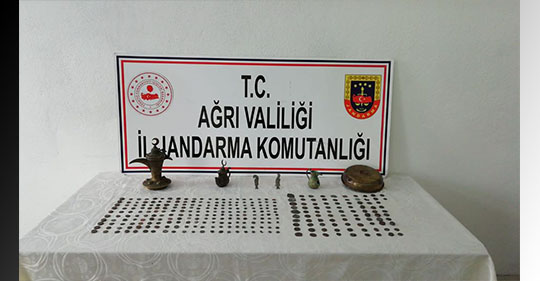 T.C.
AĞRI VALİLİĞİ
İL JANDARMA KOMUTANLIĞI